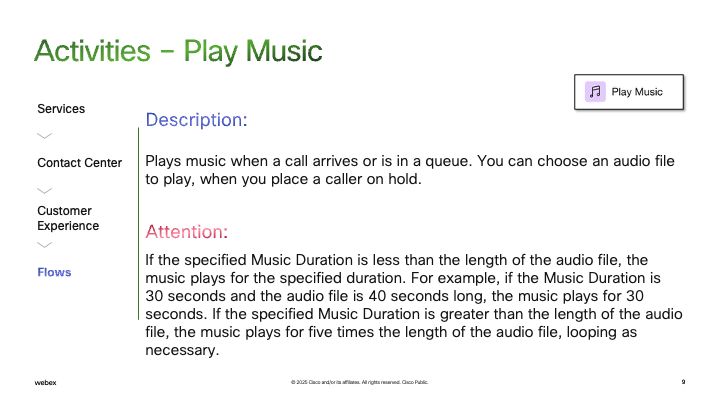 Activities – Play Music
Play Music
Services
Contact Center
Customer
Experience
Flows
Description:
Plays music when a call arrives or is in a queue. You can choose an audio file
to play, when you place a caller on hold.
Attention:
If the specified Music Duration is less than the length of the audio file, the
music plays for the specified duration. For example, if the Music Duration is
30 seconds and the audio file is 40 seconds long, the music plays for 30
seconds. If the specified Music Duration is greater than the length of the audio
file, the music plays for five times the length of the audio file, looping as
necessary.
webex
© 2025 Cisco and/or its affiliates. All rights reserved. Cisco Public.
9